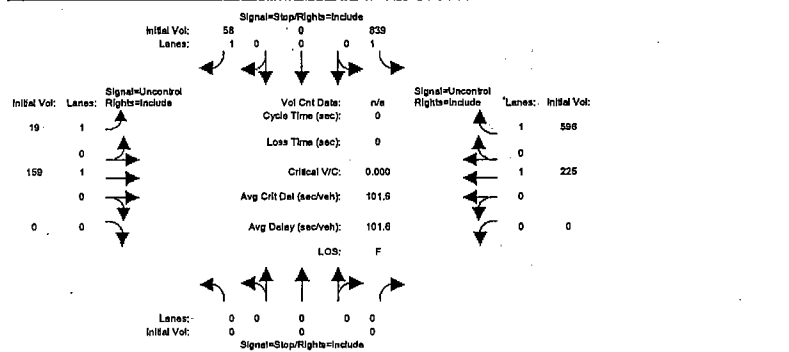 Signal=Stop/Rights=Include
Initial Vol: 58 0 839
Lanes: 1 0 0 0 1
Signal=Uncontrol Signal=Uncontrol
Initial Vol: Lanes: Rights=Include Vol Cnt Date: n/a Rights=Include Lanes: Initial Vol:
Cycle Time (sec): 0
19 1 1 596
Loss Time (sec): 0
0 0
159 1 Critical V/C: 0.000 1 225
0 Avg Crit Del (sec/veh): 101.6 0
0 0 Avg Delay (sec/veh): 101.6 0 0
LOS: F
Lanes: 0 0 0 0 0
Initial Vol: 0 0 0
Signal=Stop/Rights=Include